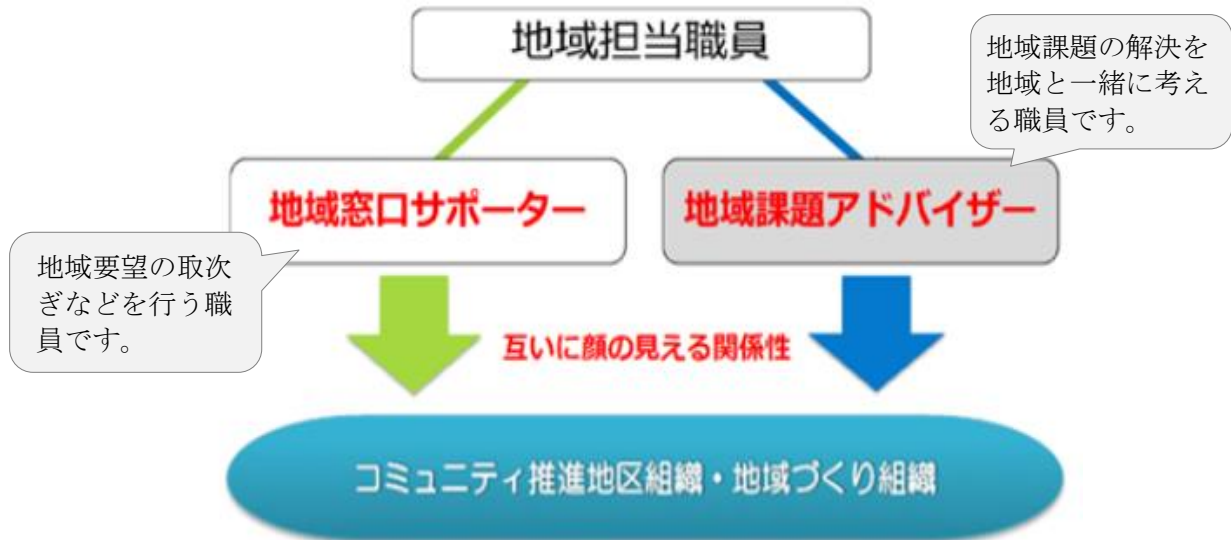 地域担当職員
地域課題の解決を
地域と一緒に考え
る職員です。
地域窓口サポーター
地域課題アドバイザー
地域要望の取次
ぎなどを行う職
員です。
互いに顔の見える関係性
コミュニティ推進地区組織・地域づくり組織